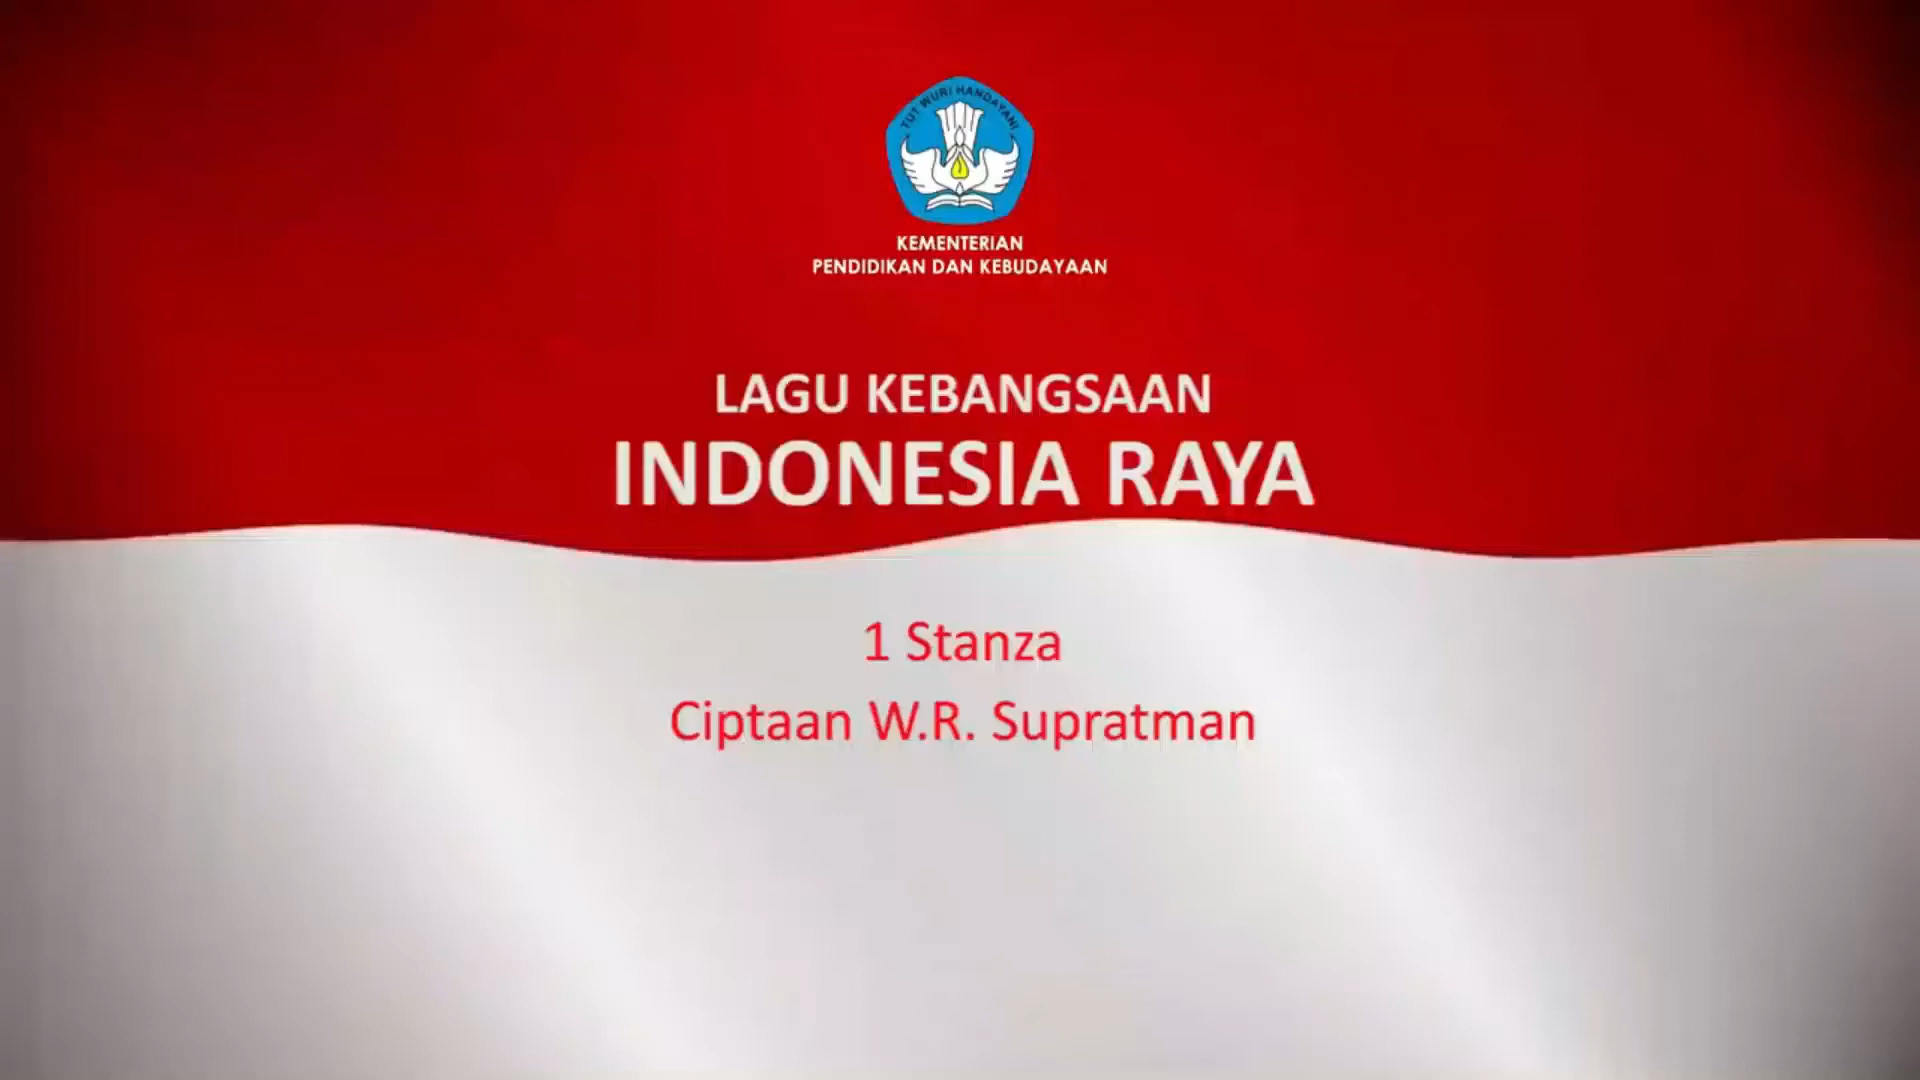 TUT WURI HANDAYANI
KEMENTERIAN
PENDIDIKAN DAN KEBUDAYAAN
LAGU KEBANGSAAN
INDONESIA RAYA
1 Stanza
Ciptaan W.R. Supratman